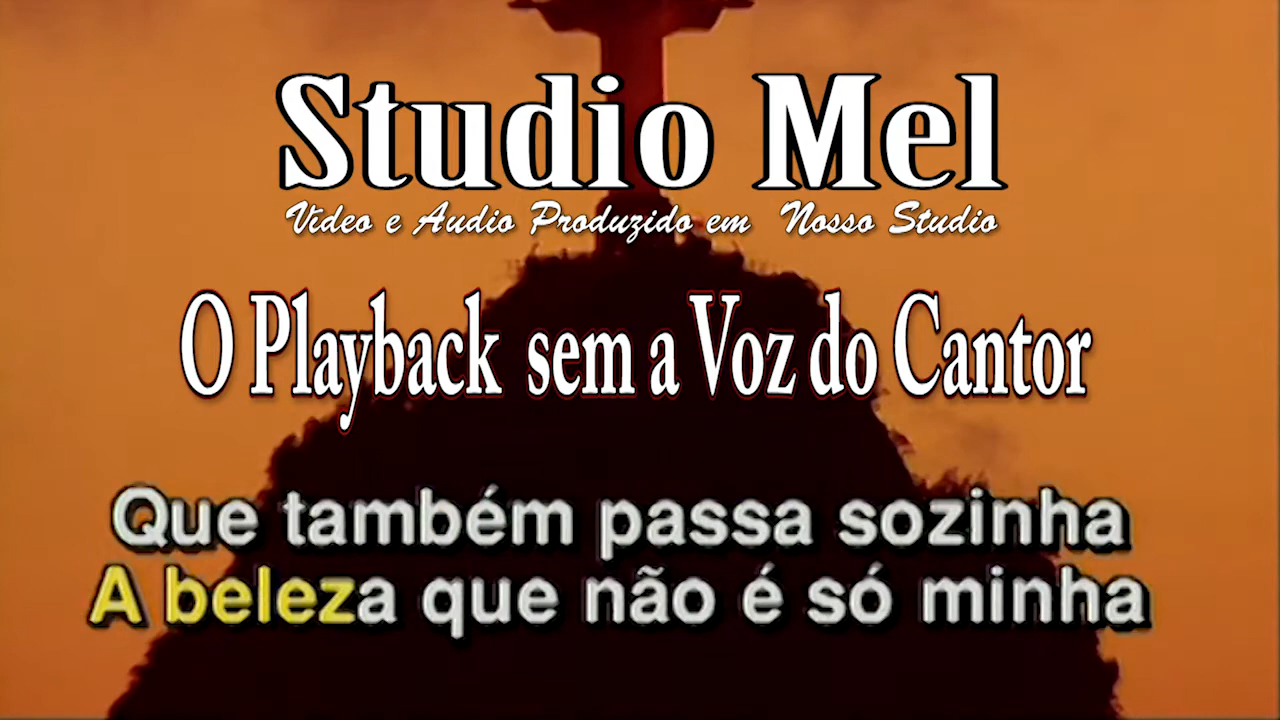 Studio Mel
Video e Audio Produzido em Nosso Studio
O Playback sem a Voz do Cantor
Que também passa sozinha
A beleza que não é só minha